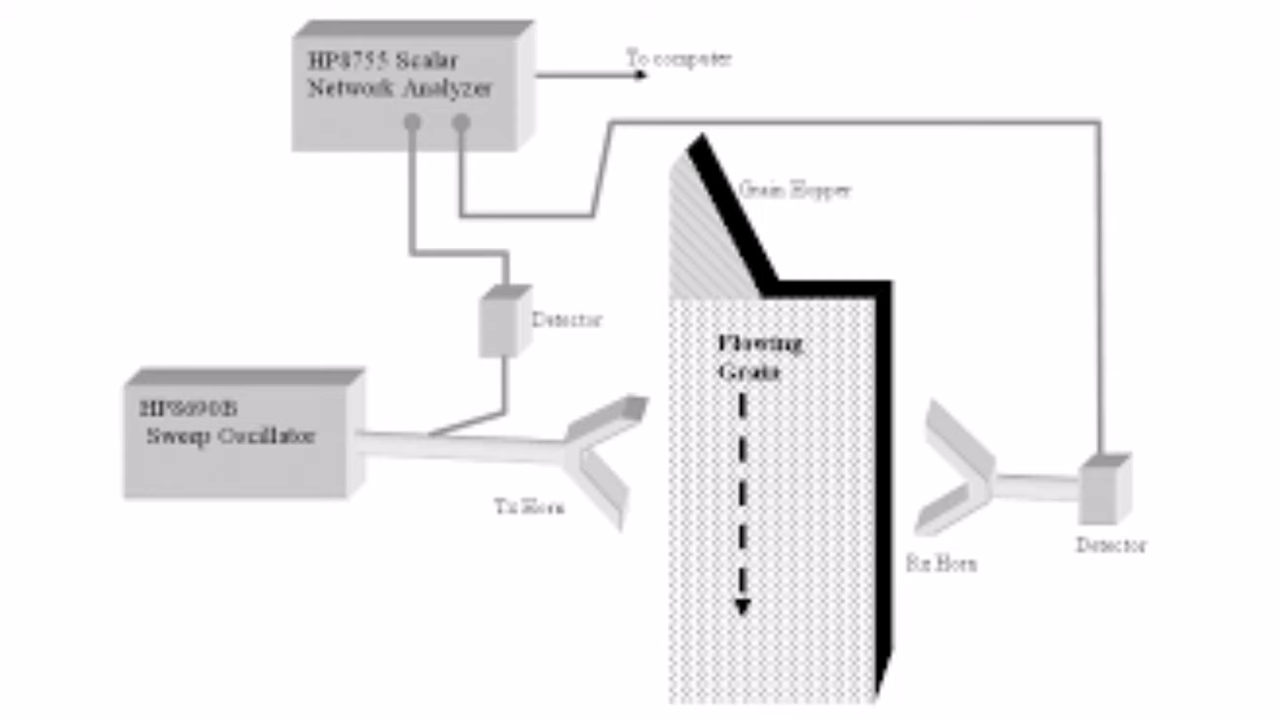 HP8755 Scalar
Network Analyzer
To computer
Grain Hopper
Detector
Flowing
Grain
HP8690B
Sweep Oscillator
Tx Horn
Rx Horn
Detector